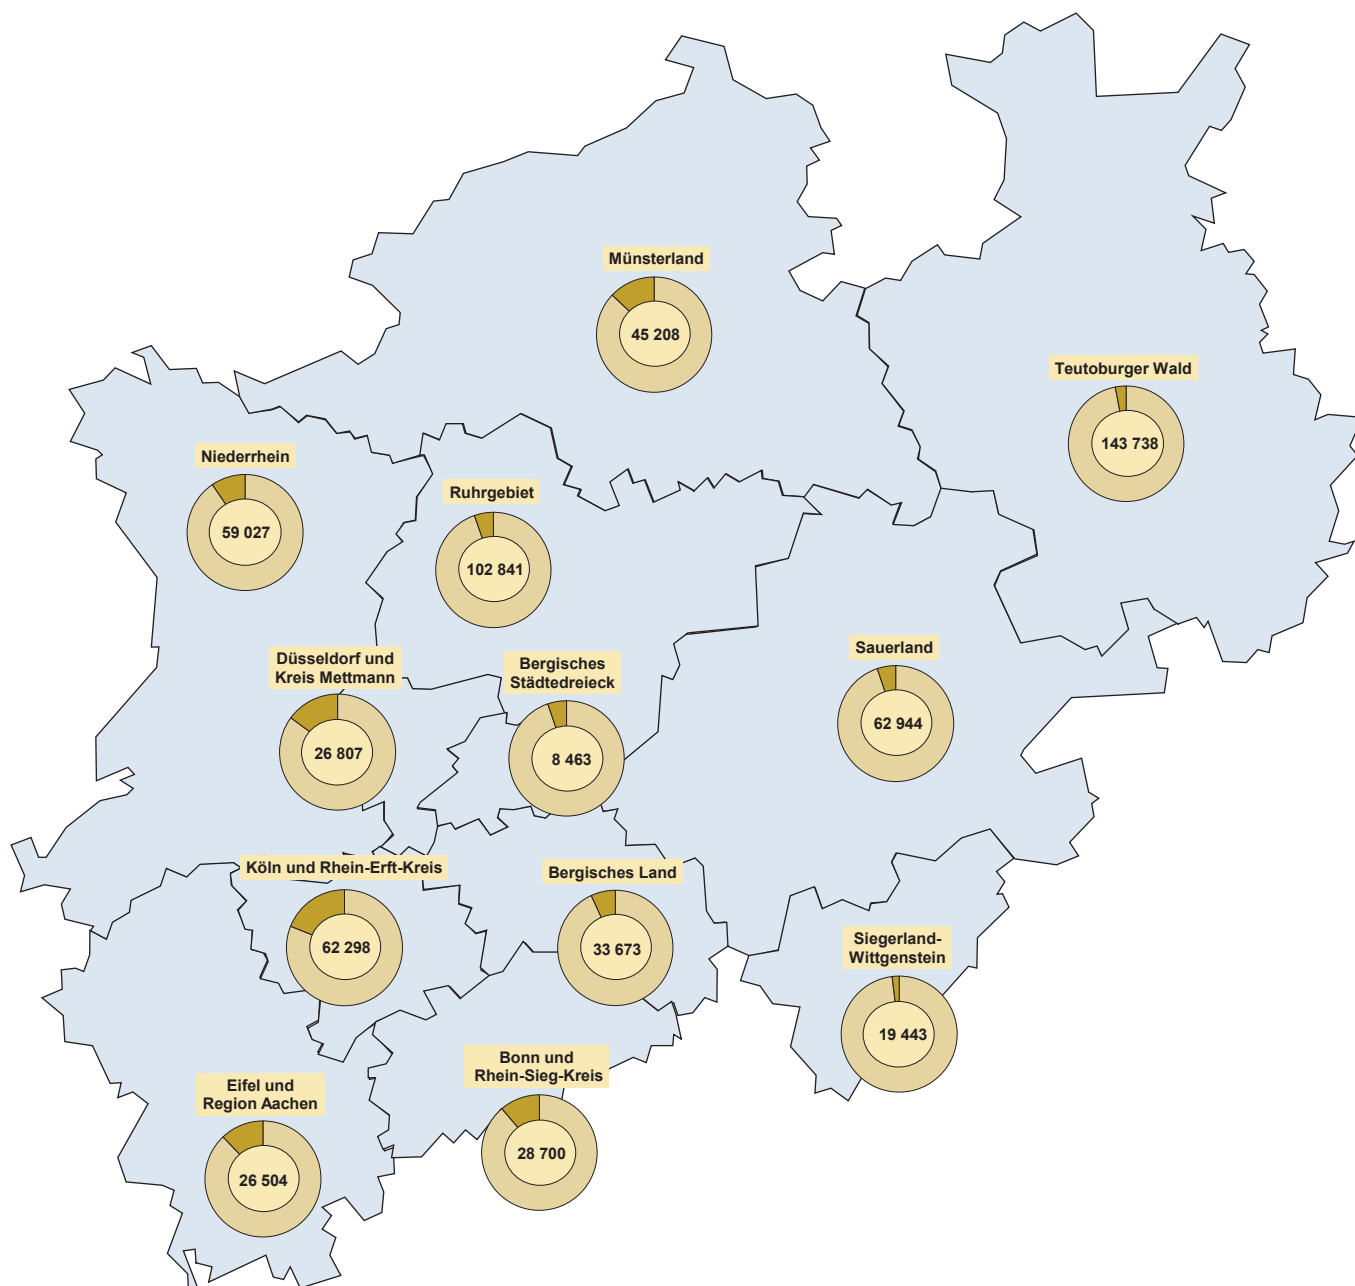 Münsterland
45 208
Teutoburger Wald
143 738
Niederrhein
59 027
Ruhrgebiet
102 841
Düsseldorf und
Kreis Mettmann
26 807
Bergisches
Städtedreieck
8 463
Sauerland
62 944
Köln und Rhein-Erft-Kreis
62 298
Bergisches Land
33 673
Siegerland-
Wittgenstein
19 443
Bonn und
Rhein-Sieg-Kreis
28 700
Eifel und
Region Aachen
26 504